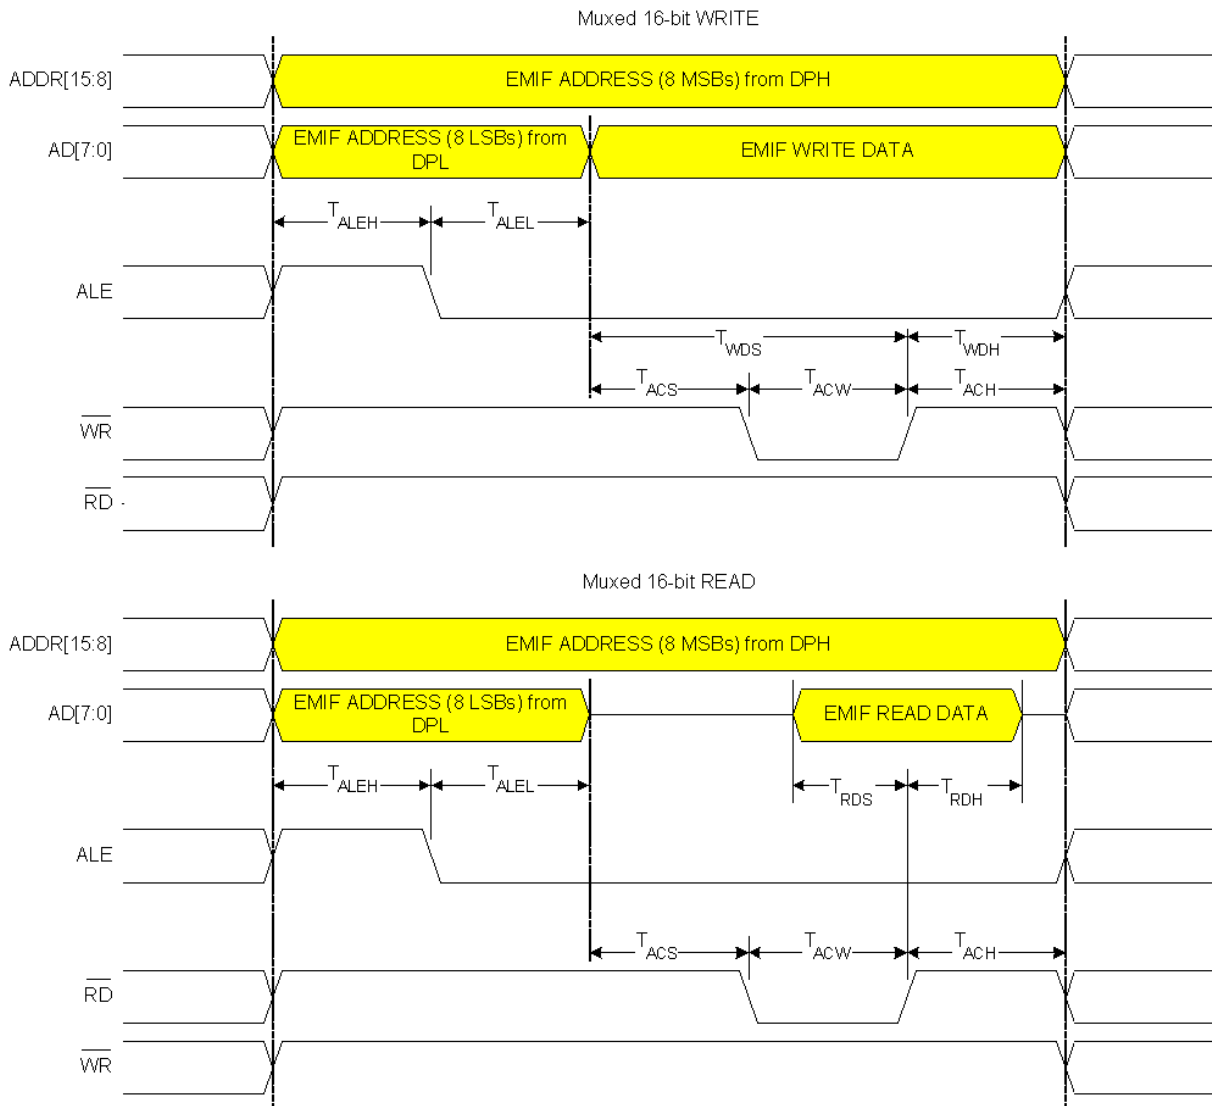 Muxed 16-bit WRITE
ADDR[15:8]
EMIF ADDRESS (8 MSBs) from DPH
AD[7:0]
EMIF ADDRESS (8 LSBs) from
DPL
EMIF WRITE DATA
TALEH
TALEL
ALE
TWDS
TWDH
TACS
TACW
TACH
WR
RD
Muxed 16-bit READ
ADDR[15:8]
EMIF ADDRESS (8 MSBs) from DPH
AD[7:0]
EMIF ADDRESS (8 LSBs) from
DPL
EMIF READ DATA
TALEH
TALEL
TRDS
TRDH
ALE
TACS
TACW
TACH
RD
WR